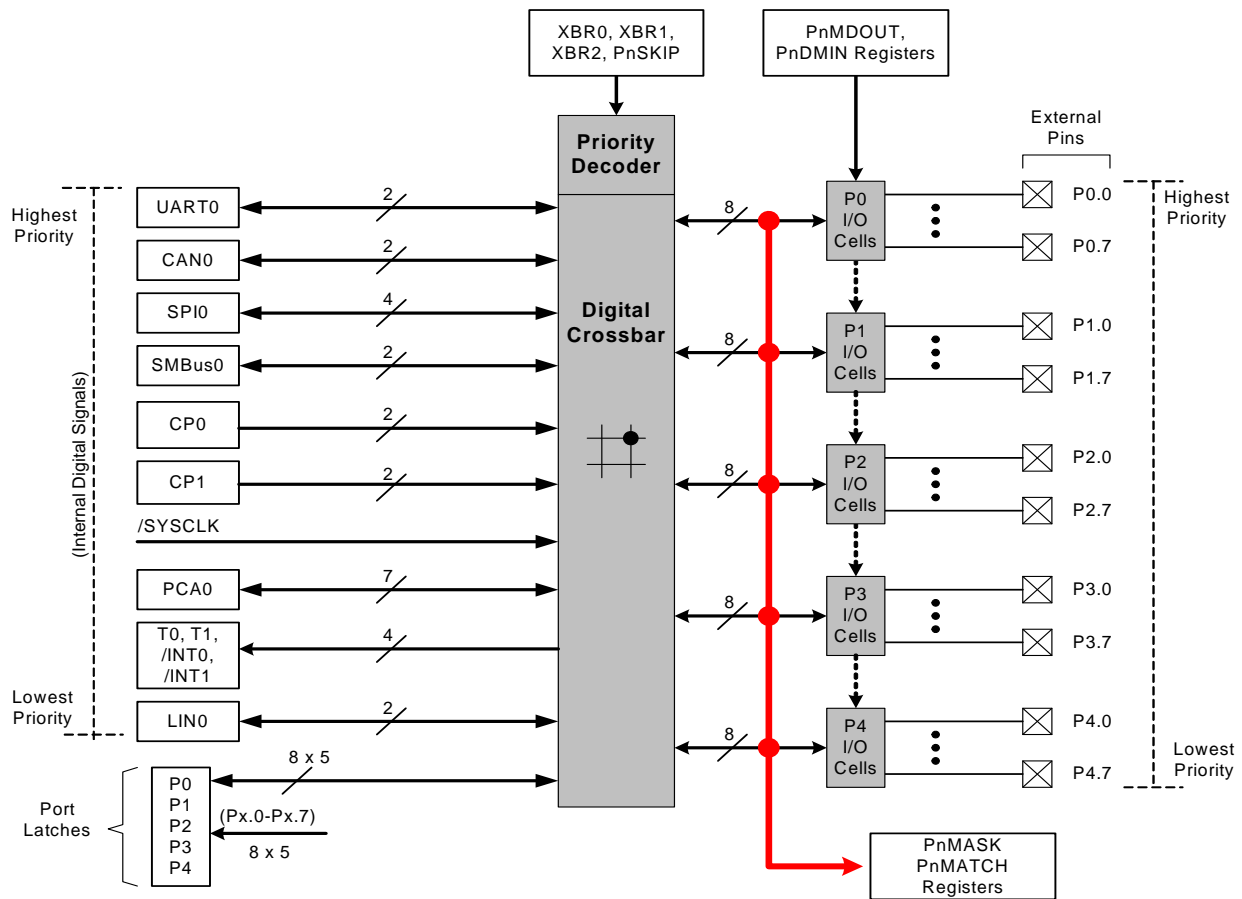 XBR0, XBR1,
XBR2, PnSKIP
PnMDOUT,
PnDMIN Registers
External
Pins
Priority
Decoder
Digital
Crossbar
Highest
Priority
(Internal Digital Signals)
Lowest
Priority
UART0
2
CAN0
2
SPI0
4
SMBus0
2
CP0
2
CP1
2
/SYSCLK
PCA0
7
T0, T1,
/INT0,
/INT1
4
LIN0
2
Port
Latches
P0
P1
P2
P3
P4
8 x 5
(Px.0-Px.7)
8 x 5
8
P0
I/O
Cells
P0.0
P0.7
8
P1
I/O
Cells
P1.0
P1.7
8
P2
I/O
Cells
P2.0
P2.7
8
P3
I/O
Cells
P3.0
P3.7
8
P4
I/O
Cells
P4.0
P4.7
Highest
Priority
Lowest
Priority
PnMASK
PnMATCH
Registers